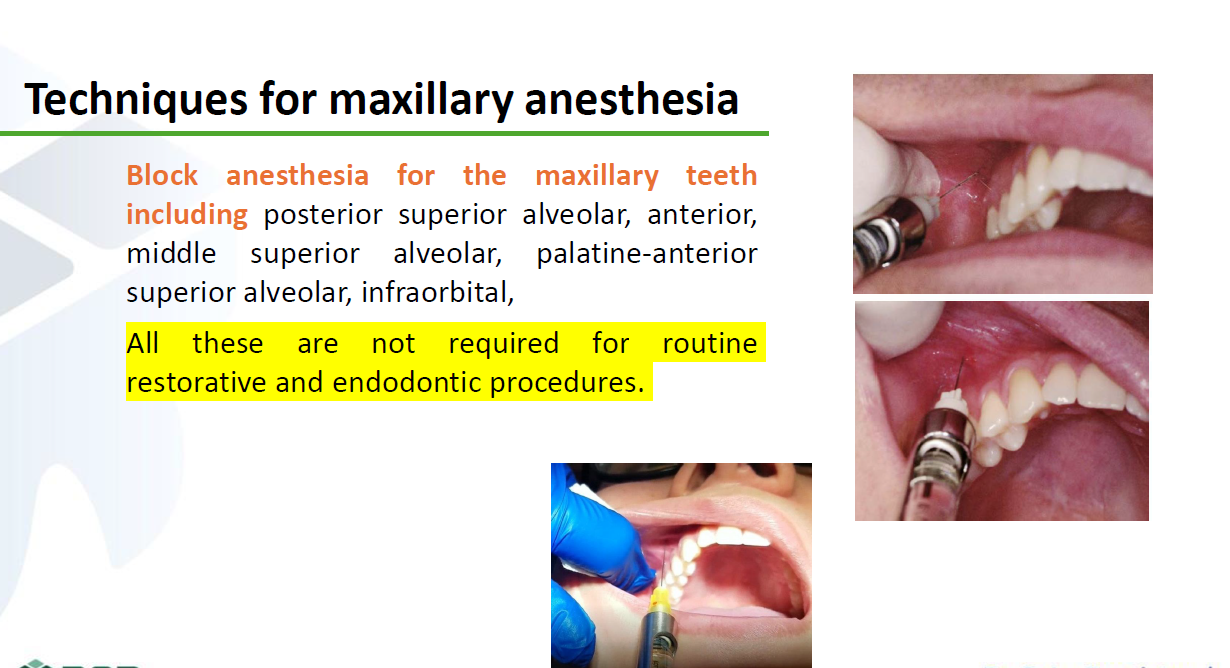 Techniques for maxillary anesthesia
Block anesthesia for the maxillary teeth
including posterior superior alveolar, anterior,
middle superior alveolar, palatine-anterior
superior alveolar, infraorbital,
All these are not required for routine
restorative and endodontic procedures.